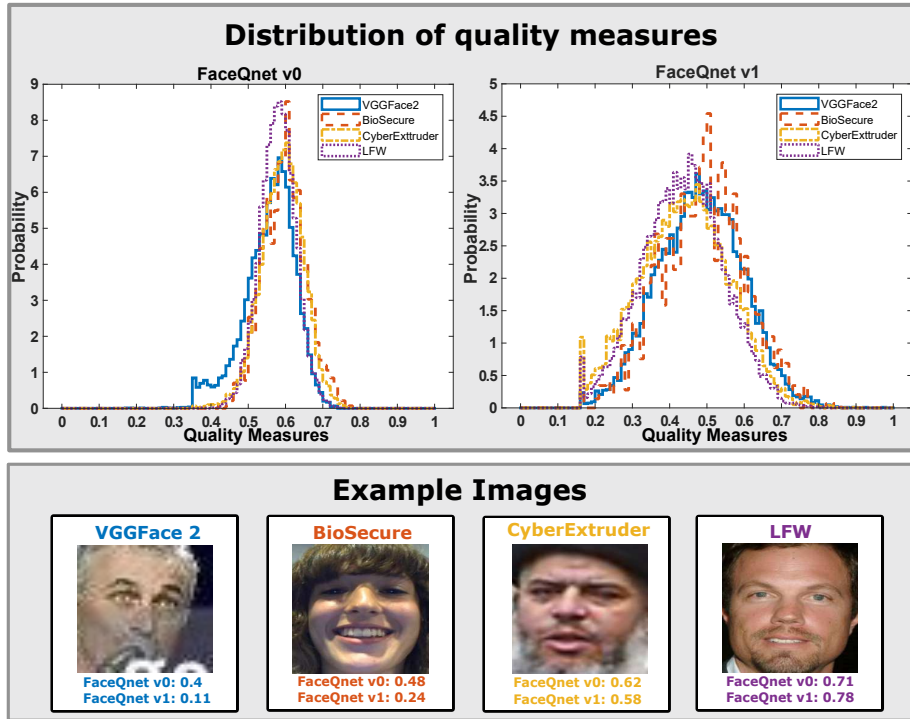 Distribution of quality measures
FaceQnet v0
9
8
7
6
5
4
3
2
1
0
Probability
VGGFace2
BioSecure
CyberExttruder
LFW
0 0.1 0.2 0.3 0.4 0.5 0.6 0.7 0.8 0.9 1
Quality Measures
FaceQnet v1
5
4.5
4
3.5
3
2.5
2
1.5
1
0.5
0
Probability
VGGFace2
BioSecure
CyberExttruder
LFW
0 0.1 0.2 0.3 0.4 0.5 0.6 0.7 0.8 0.9 1
Quality Measures
Example Images
VGGFace 2
FaceQnet v0: 0.4
FaceQnet v1: 0.11
BioSecure
FaceQnet v0: 0.48
FaceQnet v1: 0.24
CyberExtruder
FaceQnet v0: 0.62
FaceQnet v1: 0.58
LFW
FaceQnet v0: 0.71
FaceQnet v1: 0.78